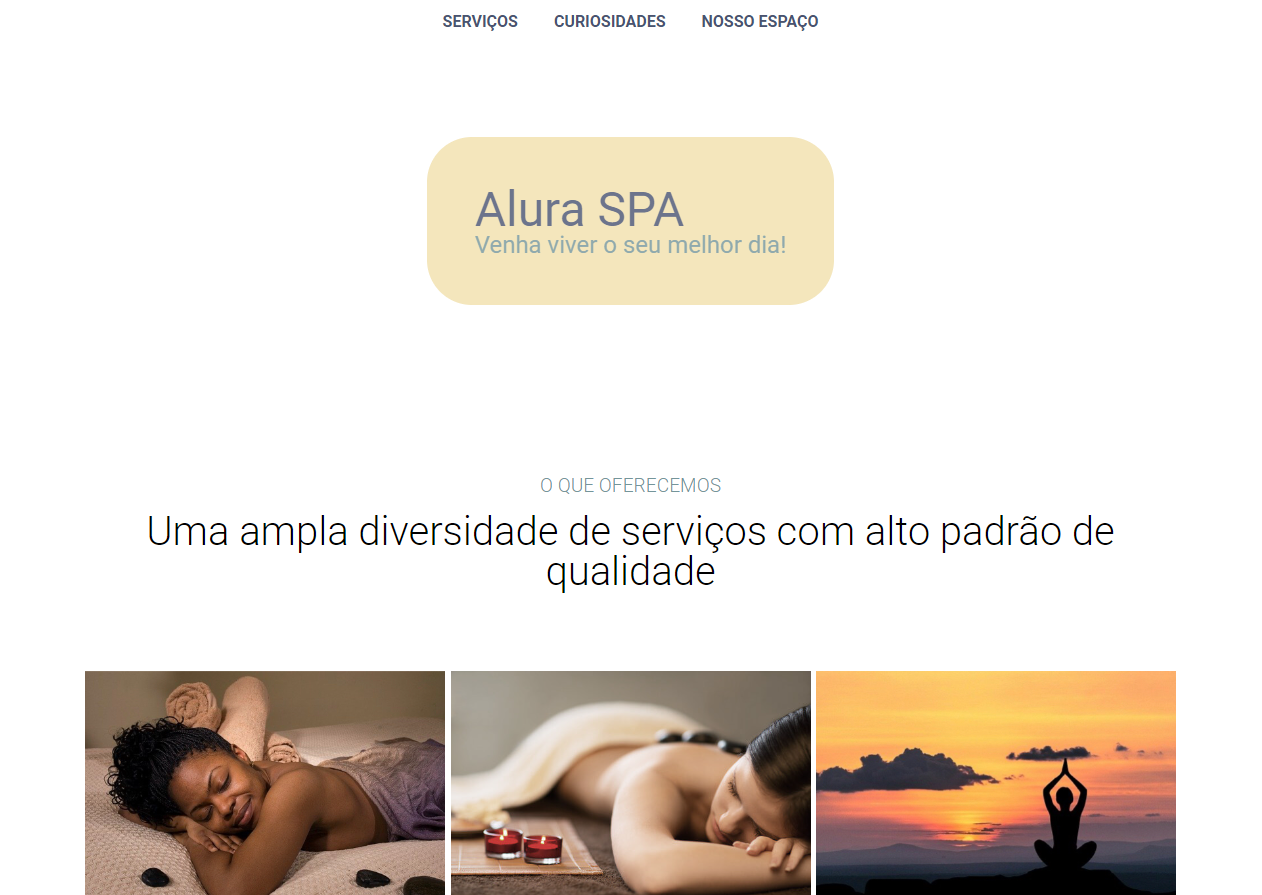 SERVIÇOS CURIOSIDADES NOSSO ESPAÇO
Alura SPA
Venha viver o seu melhor dia!
O QUE OFERECEMOS
Uma ampla diversidade de serviços com alto padrão de
qualidade